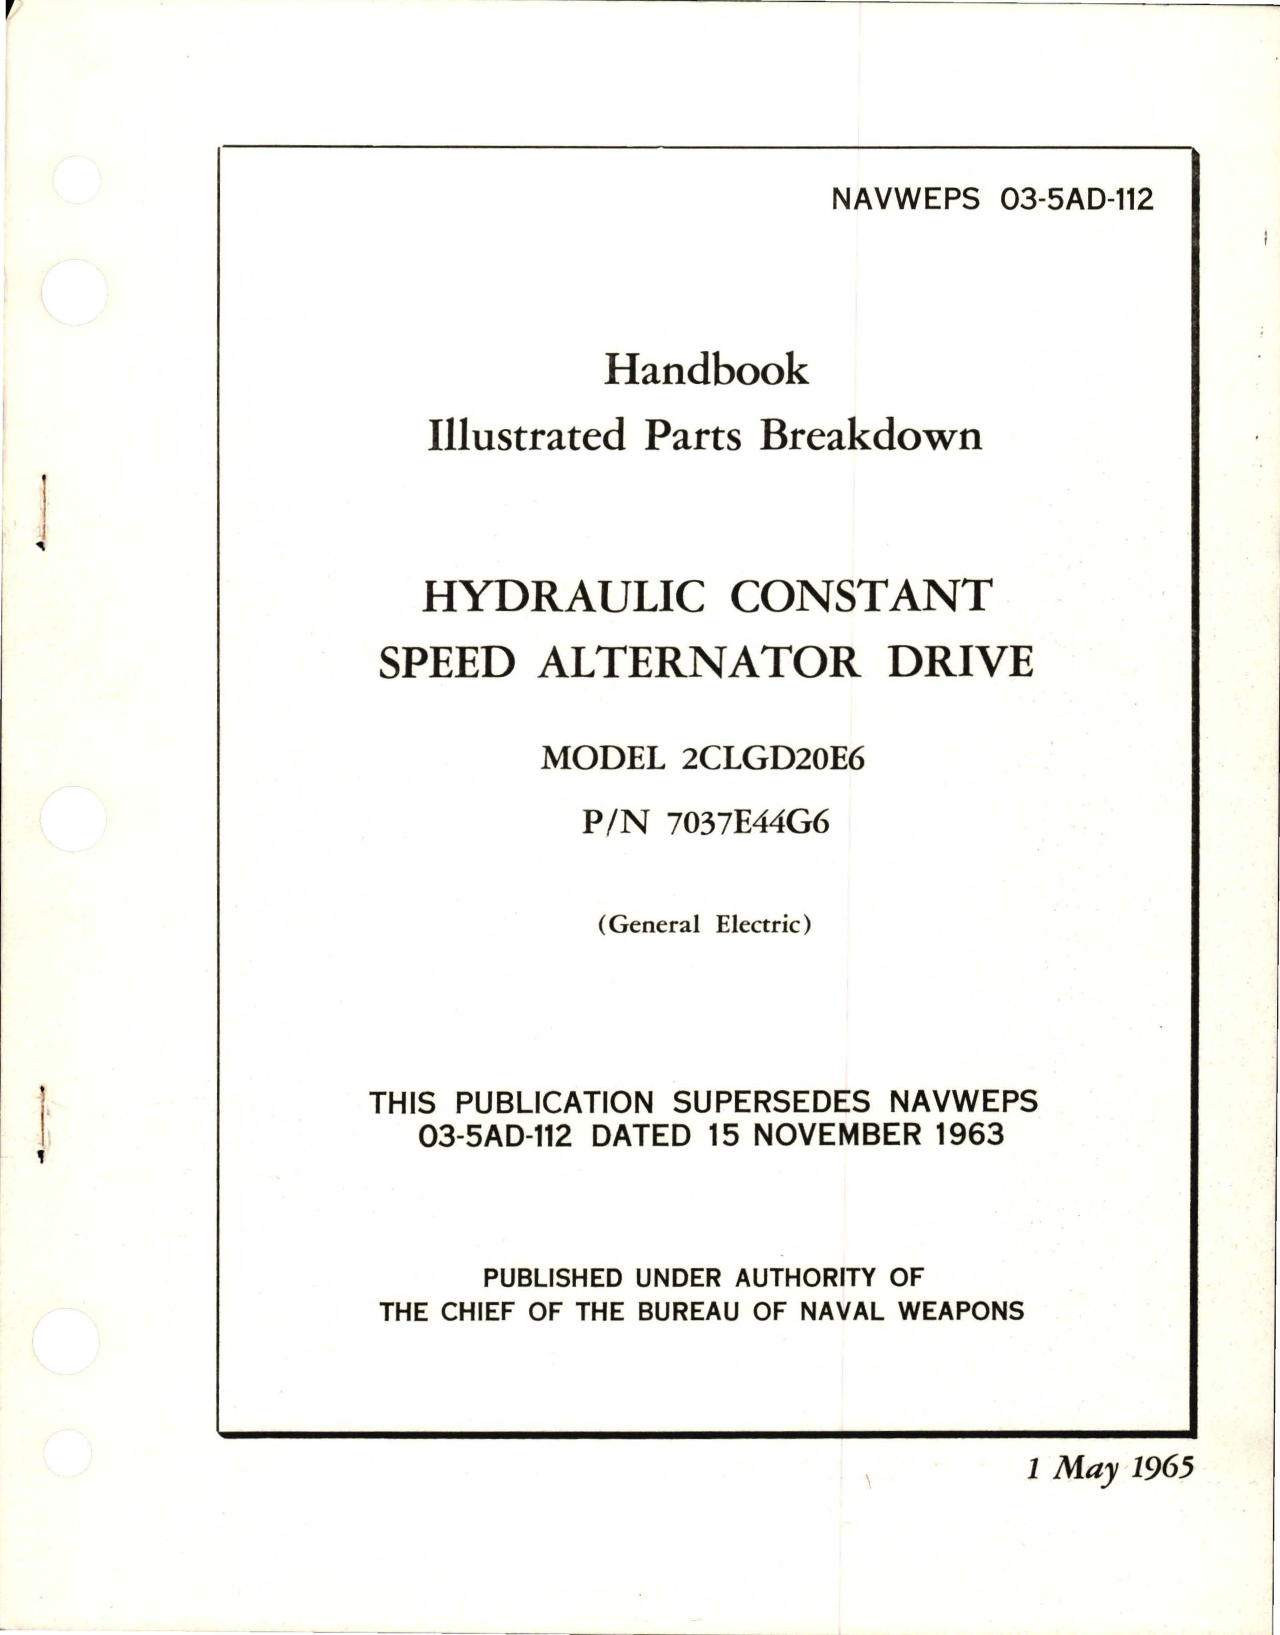 NAVWEPS 03-5AD-112
Handbook
Illustrated Parts Breakdown
HYDRAULIC CONSTANT
SPEED ALTERNATOR DRIVE
MODEL 2CLGD20E6
P/N 7037E44G6
(General Electric)
THIS PUBLICATION SUPERSEDES NAVWEPS
03-5AD-112 DATED 15 NOVEMBER 1963
PUBLISHED UNDER AUTHORITY OF
THE CHIEF OF THE BUREAU OF NAVAL WEAPONS
1 May 1965